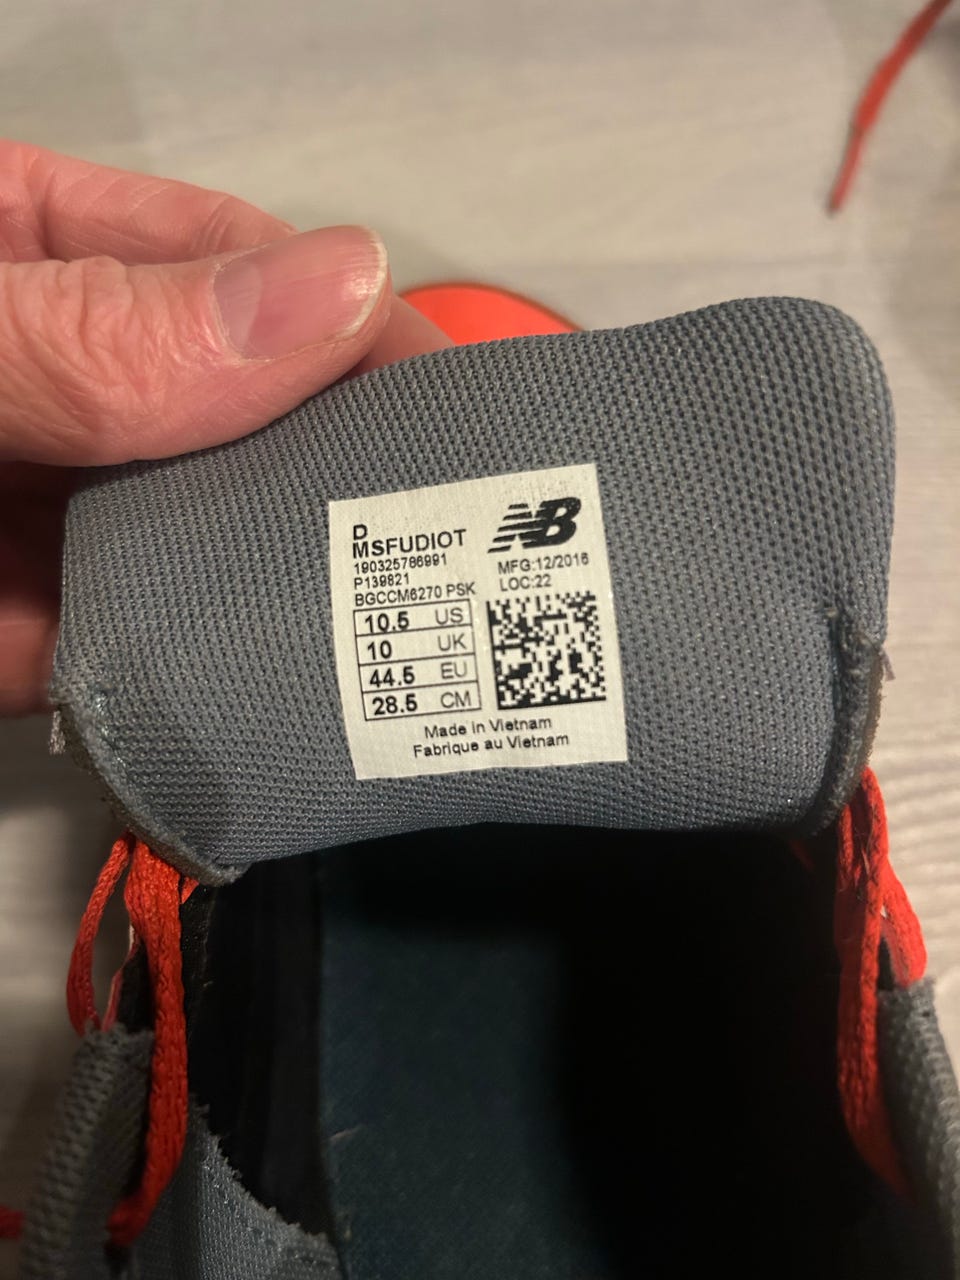 D
MSFUDIOT
190325786991
P139821
BGCCM6270 PSK
NB
MFG:12/2016
LOC:22
10.5 US
10 UK
44.5 EU
28.5 CM
Made in Vietnam
Fabrique au Vietnam